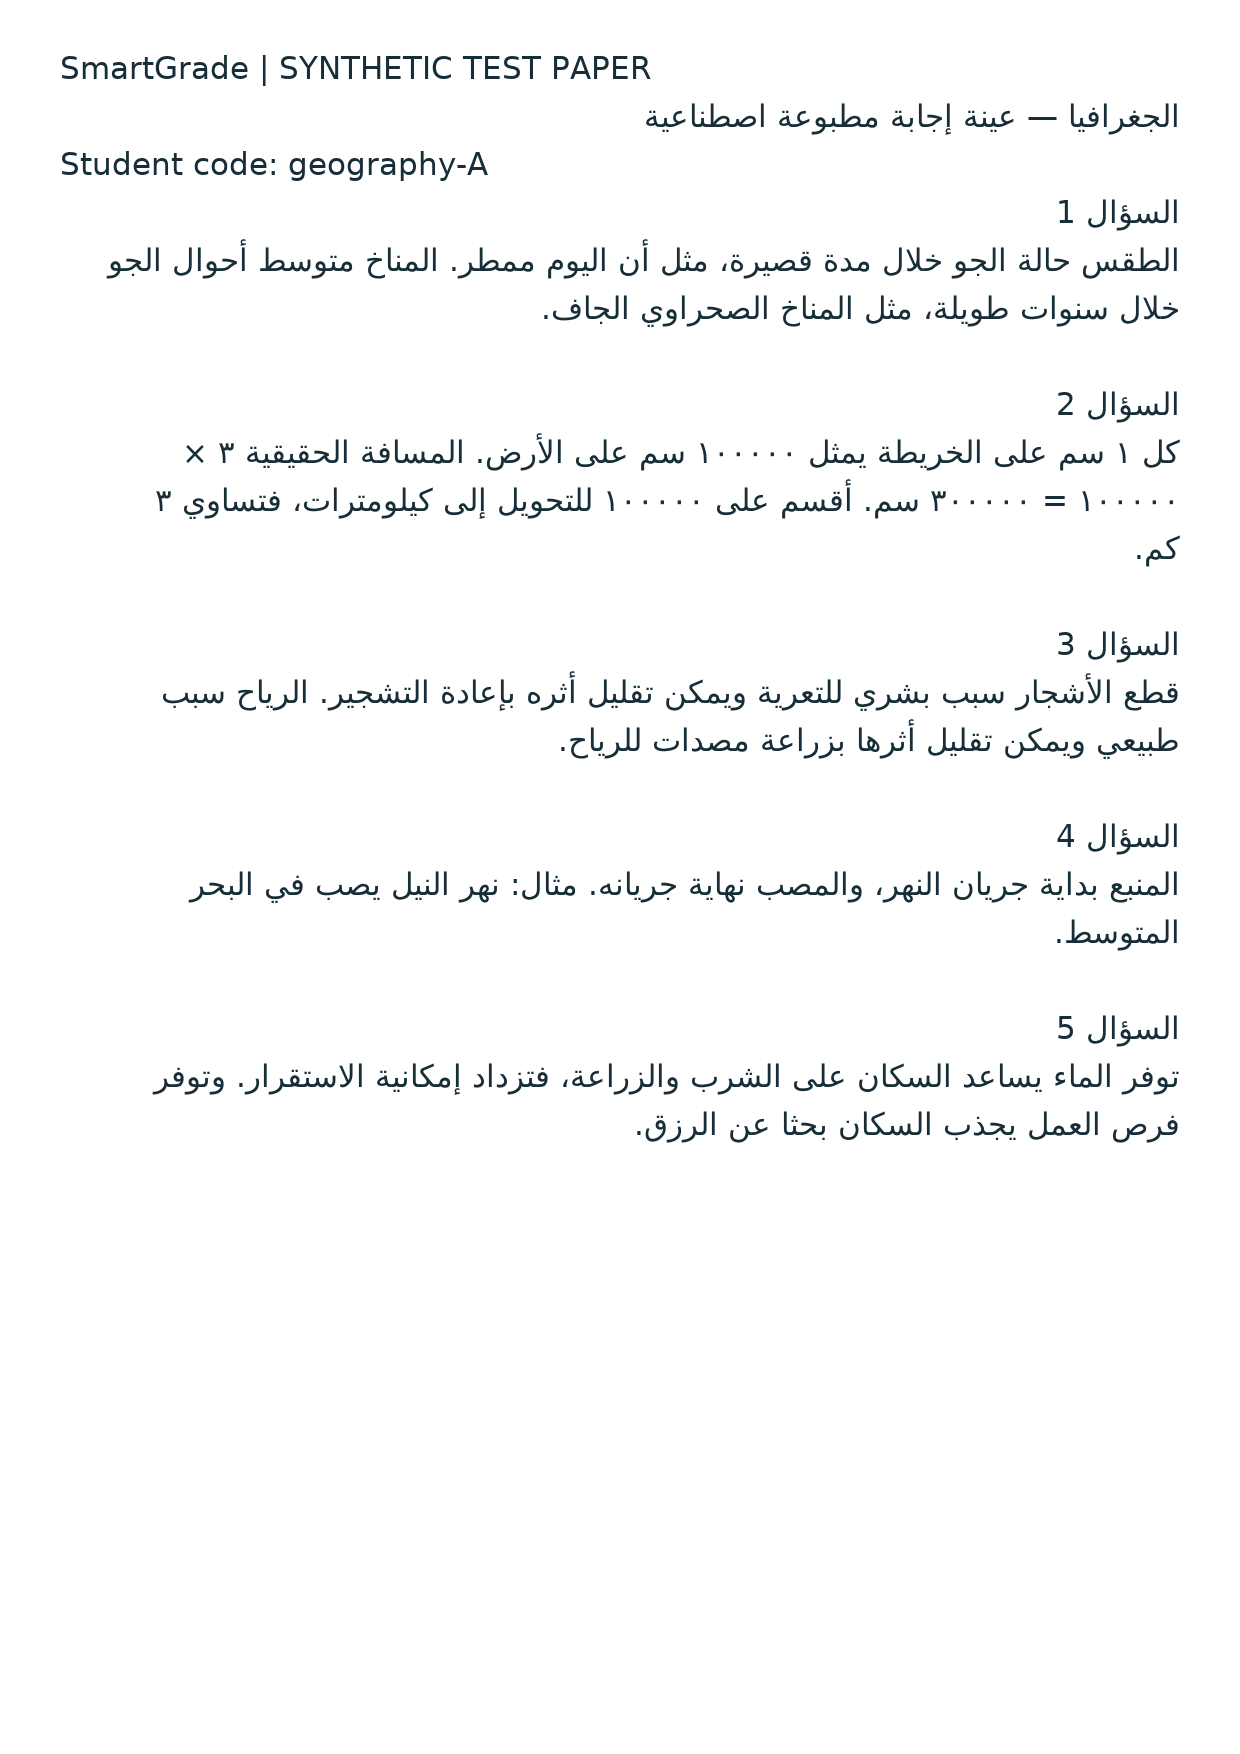 SmartGrade | SYNTHETIC TEST PAPER
الجغرافيا — عينة إجابة مطبوعة اصطناعية
Student code: geography-A
السؤال 1
الطقس حالة الجو خلال مدة قصيرة، مثل أن اليوم ممطر. المناخ متوسط أحوال الجو
خلال سنوات طويلة، مثل المناخ الصحراوي الجاف.
السؤال 2
كل ١ سم على الخريطة يمثل ١٠٠٠٠٠ سم على الأرض. المسافة الحقيقية ٣ ×
١٠٠٠٠٠ = ٣٠٠٠٠٠ سم. أقسم على ١٠٠٠٠٠ للتحويل إلى كيلومترات، فتساوي ٣
كم.
السؤال 3
قطع الأشجار سبب بشري للتعرية ويمكن تقليل أثره بإعادة التشجير. الرياح سبب
طبيعي ويمكن تقليل أثرها بزراعة مصدات للرياح.
السؤال 4
المنبع بداية جريان النهر، والمصب نهاية جريانه. مثال: نهر النيل يصب في البحر
المتوسط.
السؤال 5
توفر الماء يساعد السكان على الشرب والزراعة، فتزداد إمكانية الاستقرار. وتوفر
فرص العمل يجذب السكان بحثا عن الرزق.